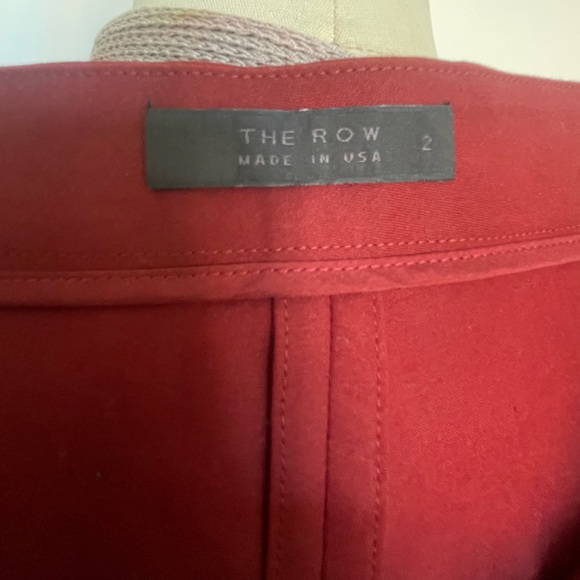 THE ROW
MADE IN USA
2